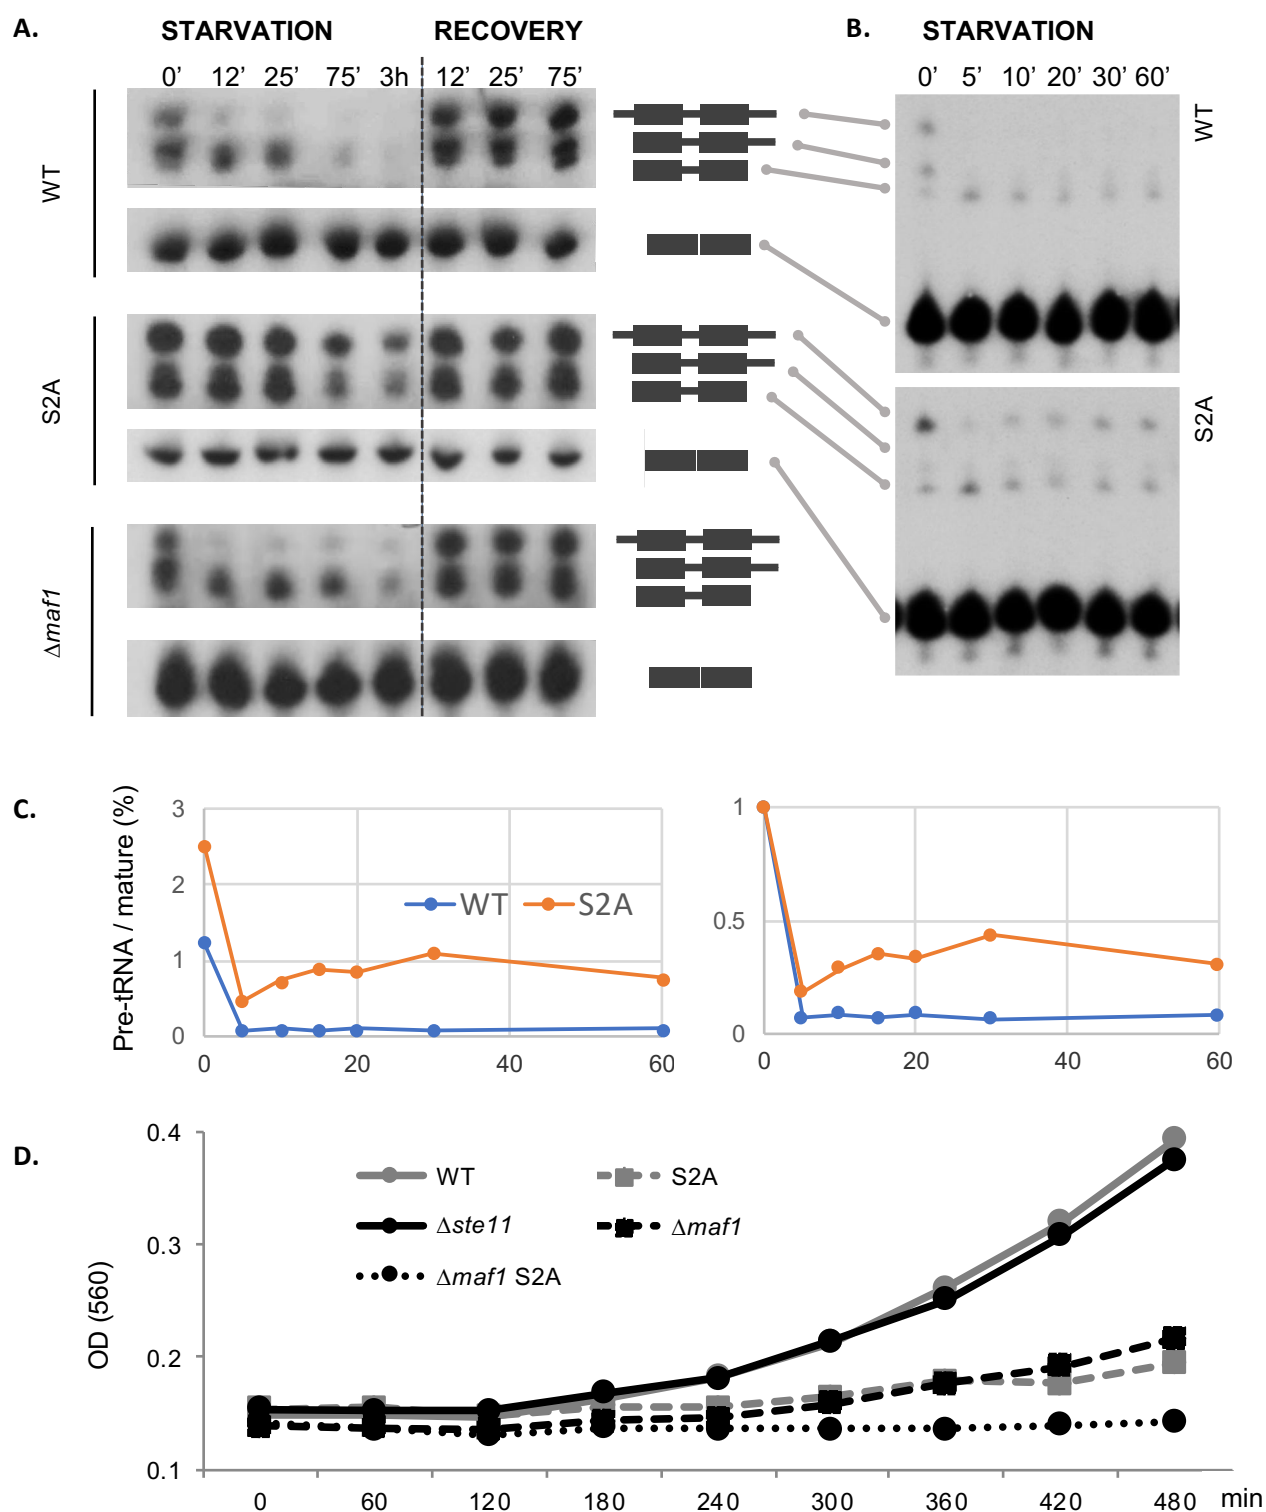 A.
STARVATION
RECOVERY
0’ 12’ 25’ 75’ 3h 12’ 25’ 75’
WT
S2A
Δmaf1
B.
STARVATION
0’ 5’ 10’ 20’ 30’ 60’
WT
S2A
C.
Pre-tRNA / mature (%)
3
2
1
0
0 20 40 60
WT S2A
1
0.5
0
0 20 40 60
D.
OD (560)
0.4
0.3
0.2
0.1
WT S2A
Δste11 Δmaf1
Δmaf1 S2A
0 60 120 180 240 300 360 420 480 min